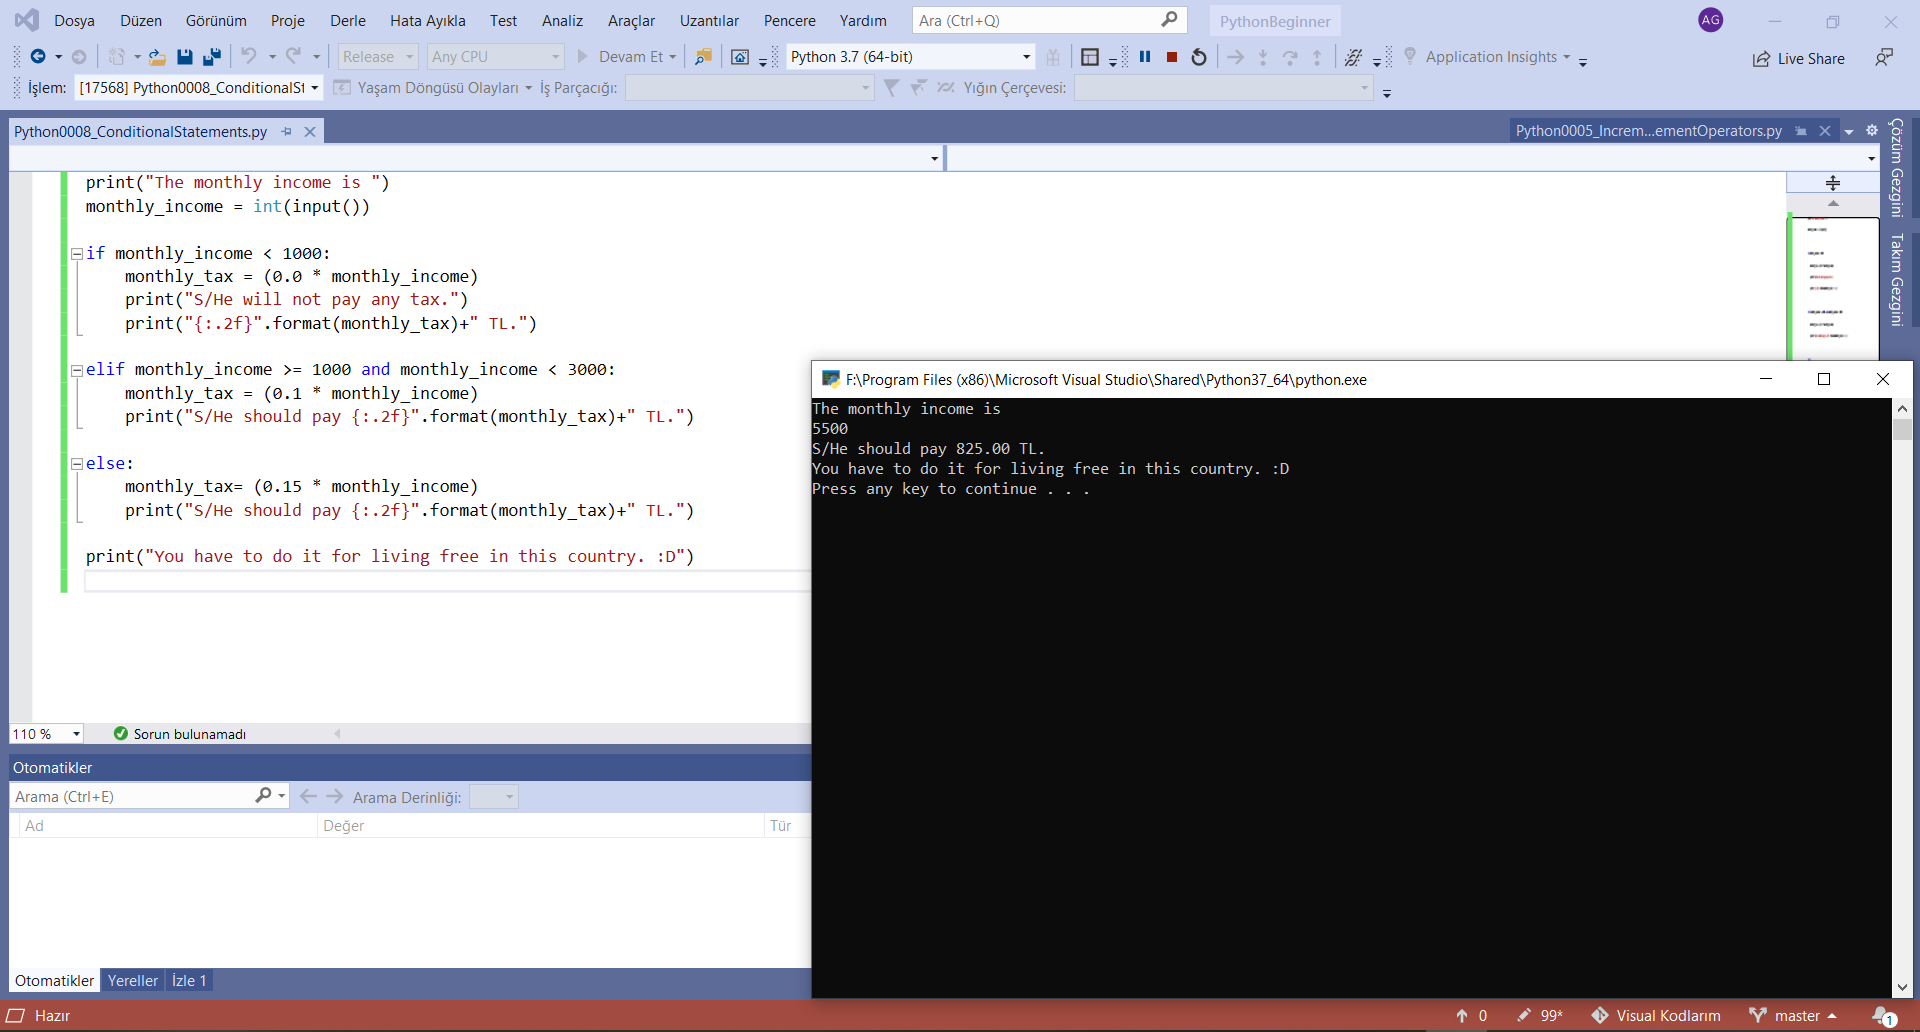 Dosya Düzen Görünüm Proje Derle Hata Ayıkla Test Analiz Araçlar Uzantılar Pencere Yardım Ara (Ctrl+Q) PythonBeginner AG
Release Any CPU Devam Et Python 3.7 (64-bit) Application Insights Live Share
İşlem: [17568] Python0008_ConditionalSt Yaşam Döngüsü Olayları İş Parçacığı: Yığın Çerçevesi:
Python0008_ConditionalStatements.py Python0005_Increm...ementOperators.py
Çözüm Gezgini
Takım Gezgini
print("The monthly income is ")
monthly_income = int(input())
if monthly_income < 1000:
monthly_tax = (0.0 * monthly_income)
print("S/He will not pay any tax.")
print("{:.2f}".format(monthly_tax)+" TL.")
elif monthly_income >= 1000 and monthly_income < 3000:
monthly_tax = (0.1 * monthly_income)
print("S/He should pay {:.2f}".format(monthly_tax)+" TL.")
else:
monthly_tax= (0.15 * monthly_income)
print("S/He should pay {:.2f}".format(monthly_tax)+" TL.")
print("You have to do it for living free in this country. :D")
F:\Program Files (x86)\Microsoft Visual Studio\Shared\Python37_64\python.exe
The monthly income is
5500
S/He should pay 825.00 TL.
You have to do it for living free in this country. :D
Press any key to continue . . .
110 % Sorun bulunamadı
Otomatikler
Arama (Ctrl+E) Arama Derinliği:
Ad Değer Tür
Otomatikler Yereller İzle 1
Hazır 0 99* Visual Kodlarım master 1